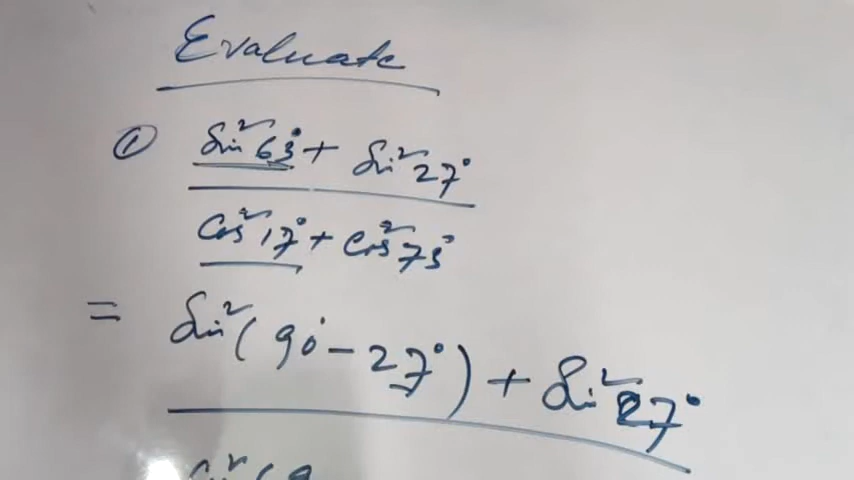 Evaluate
① sin²63° + sin²27°
cos²17° + cos²73°
= sin²(90° - 27°) + sin²27°